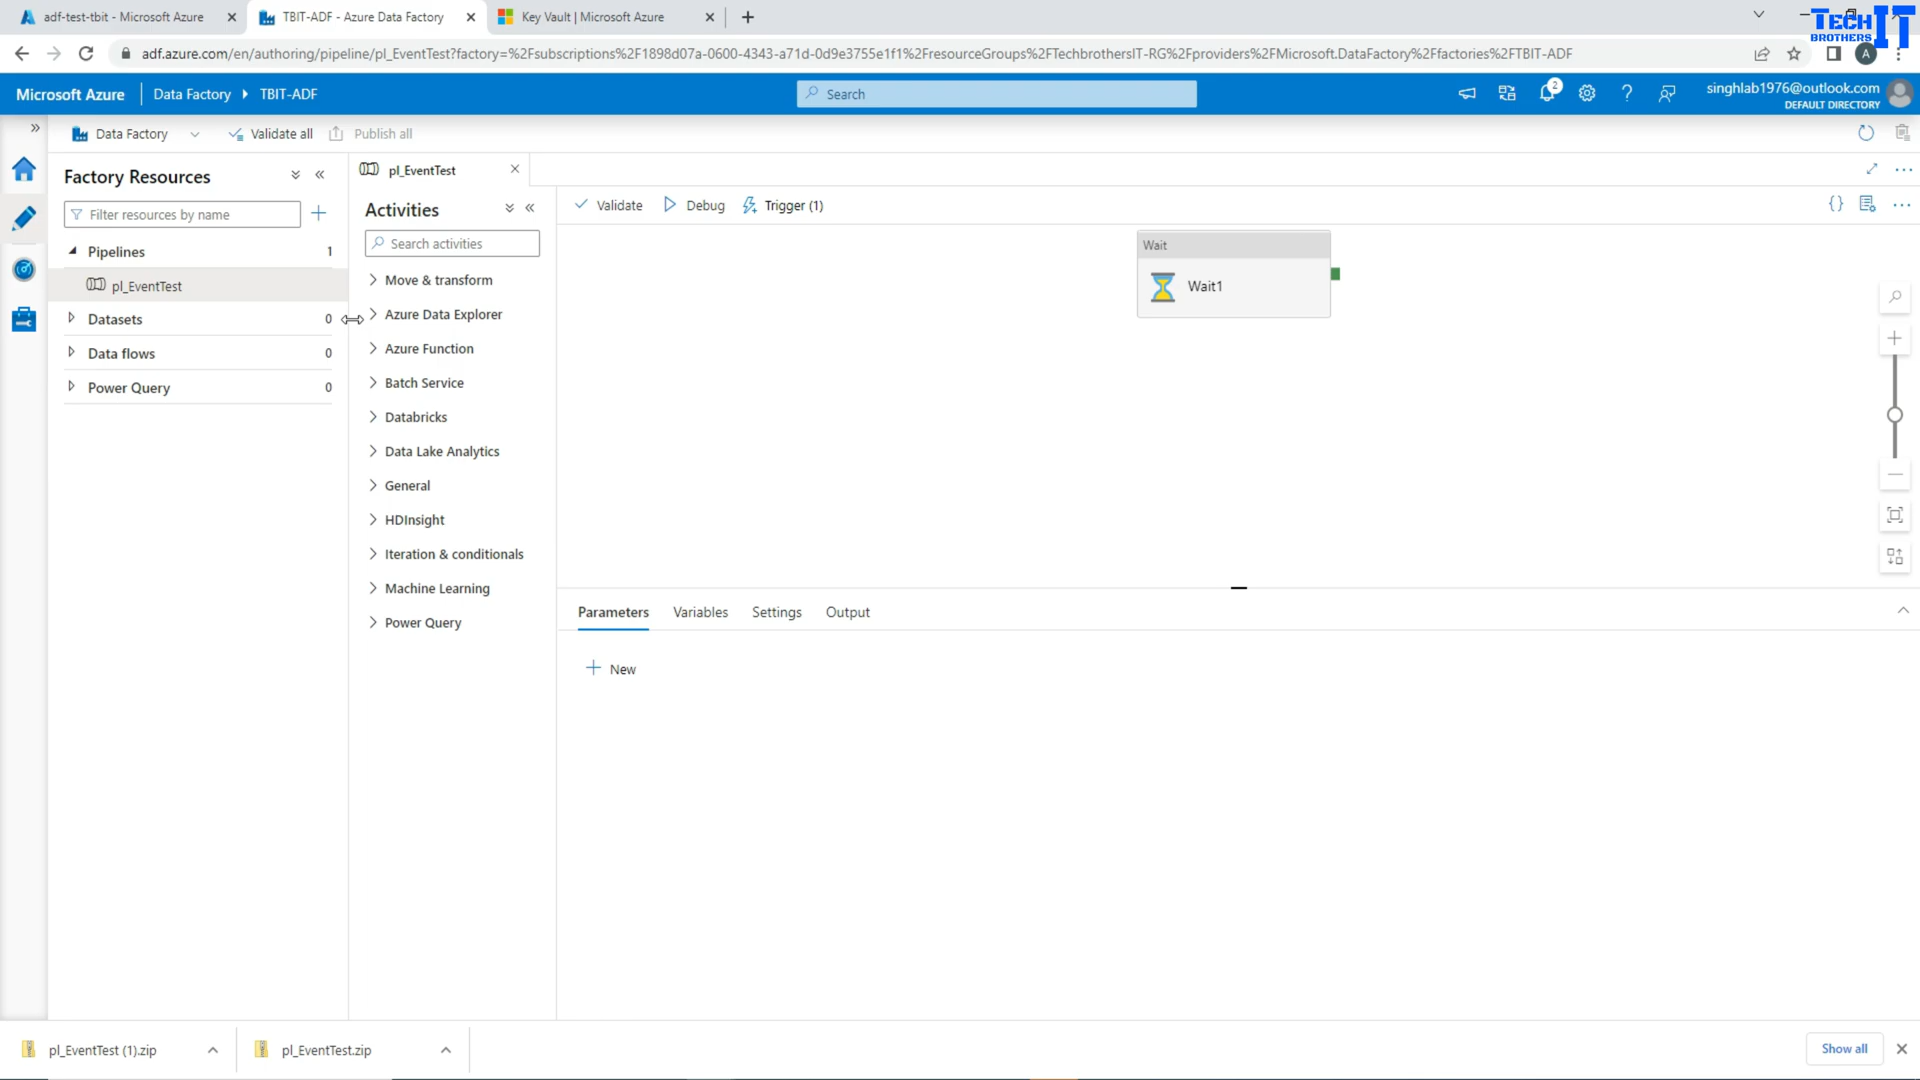 adf-test-tbit - Microsoft Azure
TBIT-ADF - Azure Data Factory
Key Vault | Microsoft Azure
TECH IT
BROTHERS
adf.azure.com/en/authoring/pipeline/pl_EventTest?factory=%2Fsubscriptions%2F1898d07a-0600-4343-a71d-0d9e3755e1f1%2FresourceGroups%2FTechbrothersIT-RG%2Fproviders%2FMicrosoft.DataFactory%2Ffactories%2FTBIT-ADF
A
Microsoft Azure
Data Factory
TBIT-ADF
Search
2
singhlab1976@outlook.com
DEFAULT DIRECTORY
Data Factory
Validate all
Publish all
Factory Resources
Filter resources by name
Pipelines 1
pl_EventTest
Datasets 0
Data flows 0
Power Query 0
pl_EventTest
Activities
Search activities
Move & transform
Azure Data Explorer
Azure Function
Batch Service
Databricks
Data Lake Analytics
General
HDInsight
Iteration & conditionals
Machine Learning
Power Query
Validate
Debug
Trigger (1)
Wait
Wait1
Parameters
Variables
Settings
Output
New
pl_EventTest (1).zip
pl_EventTest.zip
Show all